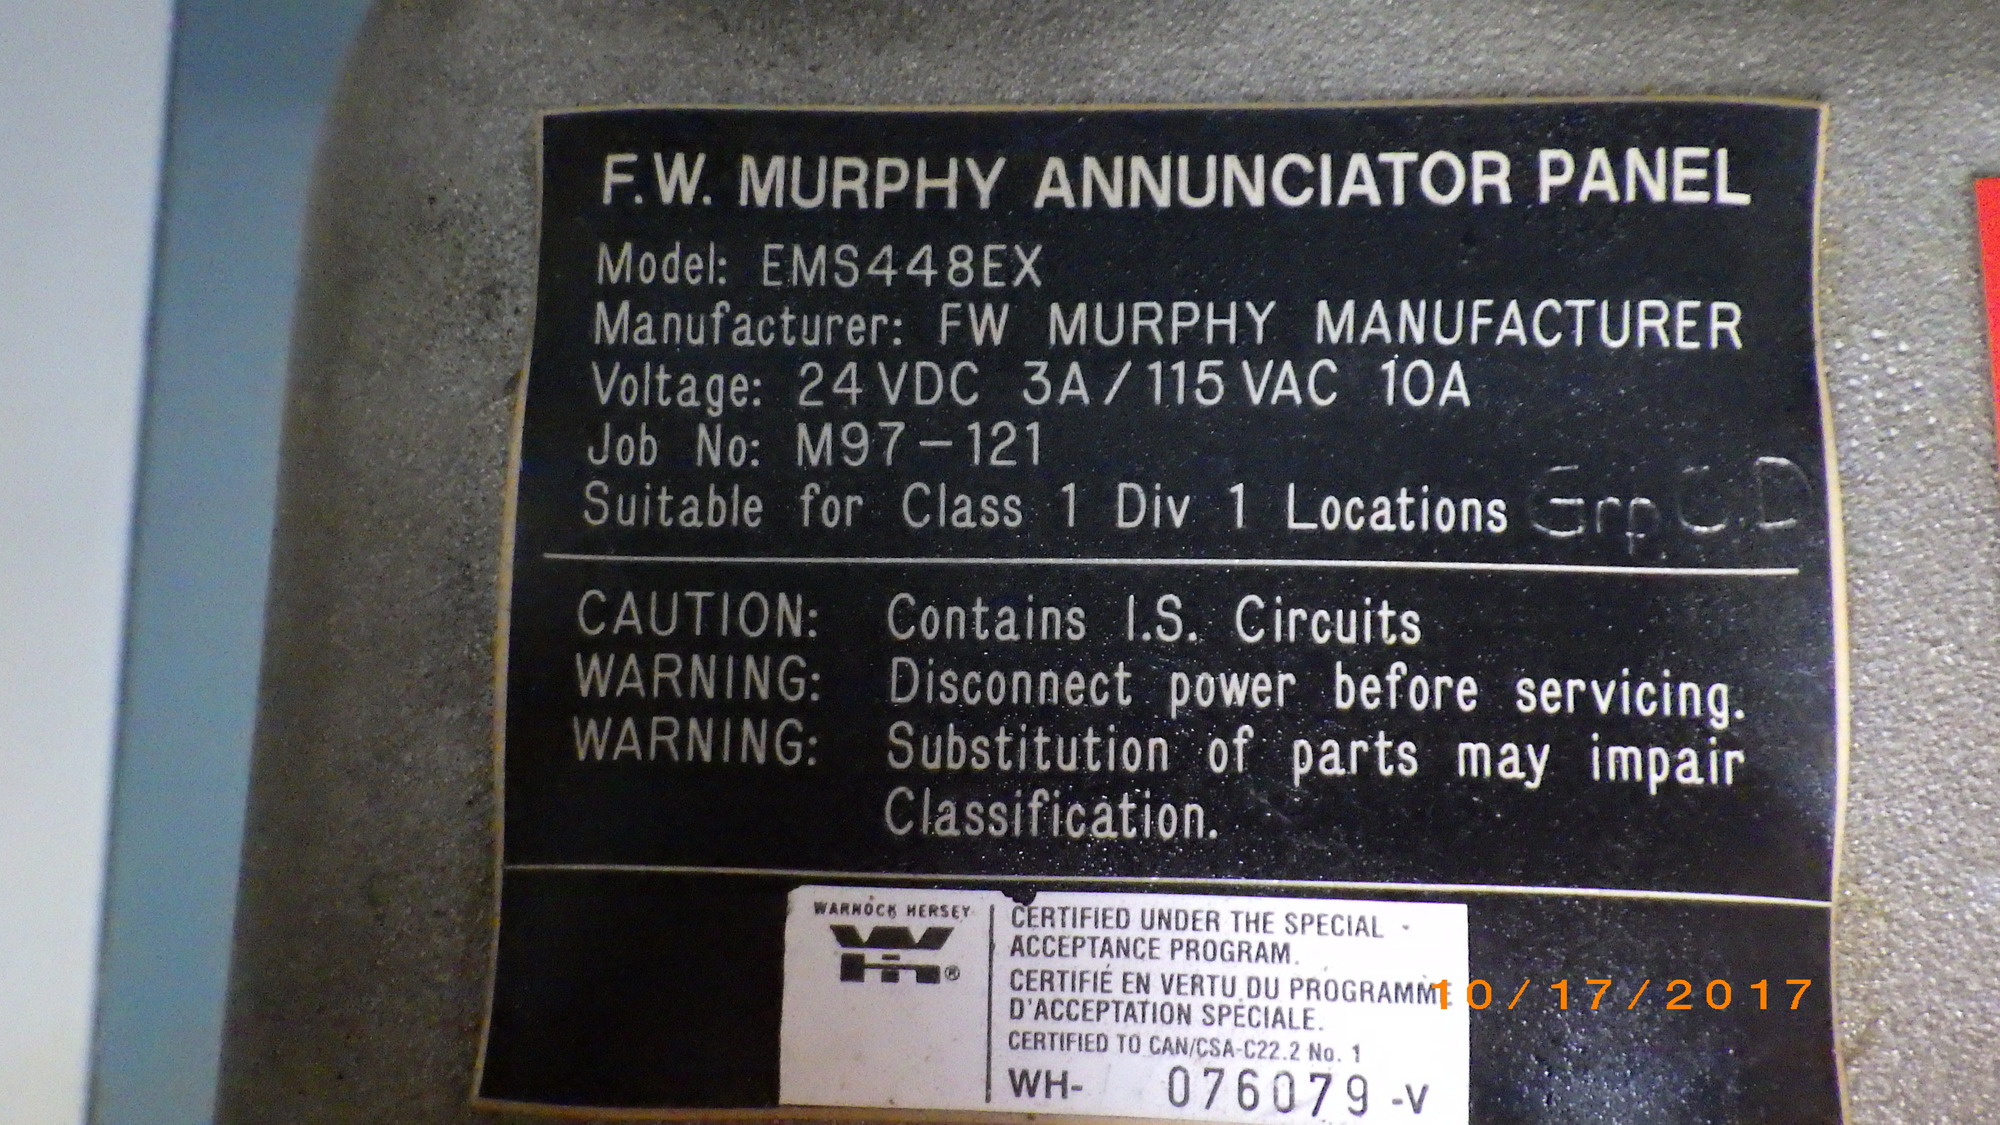 F.W. MURPHY ANNUNCIATOR PANEL
Model: EMS448EX
Manufacturer: FW MURPHY MANUFACTURER
Voltage: 24 VDC 3A / 115 VAC 10A
Job No: M97-121
Suitable for Class 1 Div 1 Locations Grp C.D
CAUTION: Contains I.S. Circuits
WARNING: Disconnect power before servicing.
WARNING: Substitution of parts may impair
Classification.
WARNOCK HERSEY
WH®
CERTIFIED UNDER THE SPECIAL
ACCEPTANCE PROGRAM.
CERTIFIÉ EN VERTU DU PROGRAMME
D'ACCEPTATION SPÉCIALE.
CERTIFIED TO CAN/CSA-C22.2 No. 1
WH- 076079 -V
10/17/2017